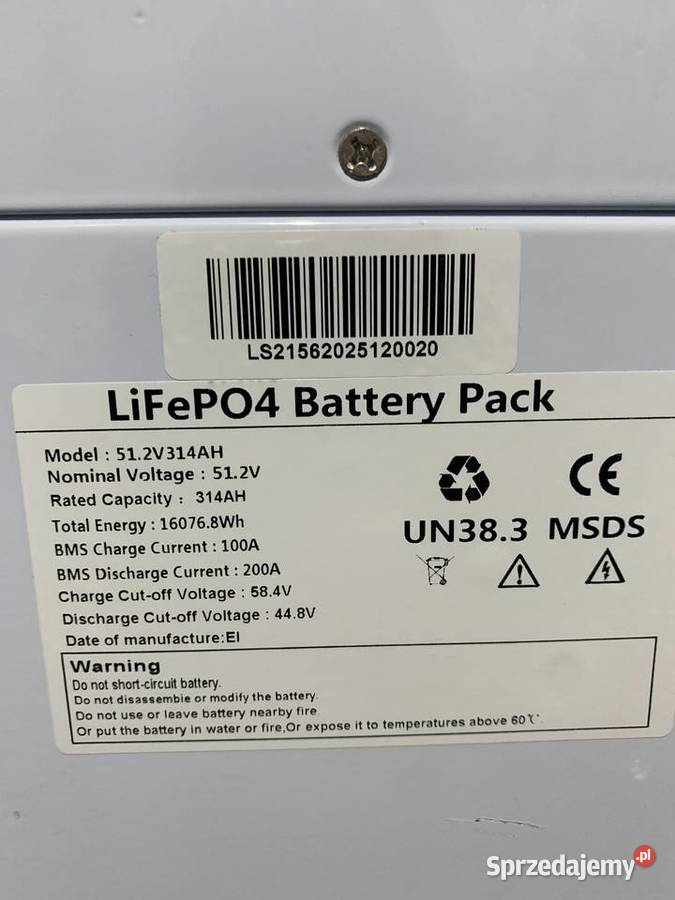 LS21562025120020
LiFePO4 Battery Pack
Model : 51.2V314AH
Nominal Voltage : 51.2V
Rated Capacity : 314AH
Total Energy : 16076.8Wh
BMS Charge Current : 100A
BMS Discharge Current : 200A
Charge Cut-off Voltage : 58.4V
Discharge Cut-off Voltage : 44.8V
Date of manufacture:EI
CE
UN38.3 MSDS
Warning
Do not short-circuit battery.
Do not disassemble or modify the battery.
Do not use or leave battery nearby fire
Or put the battery in water or fire,Or expose it to temperatures above 60℃.
Sprzedajemy.pl